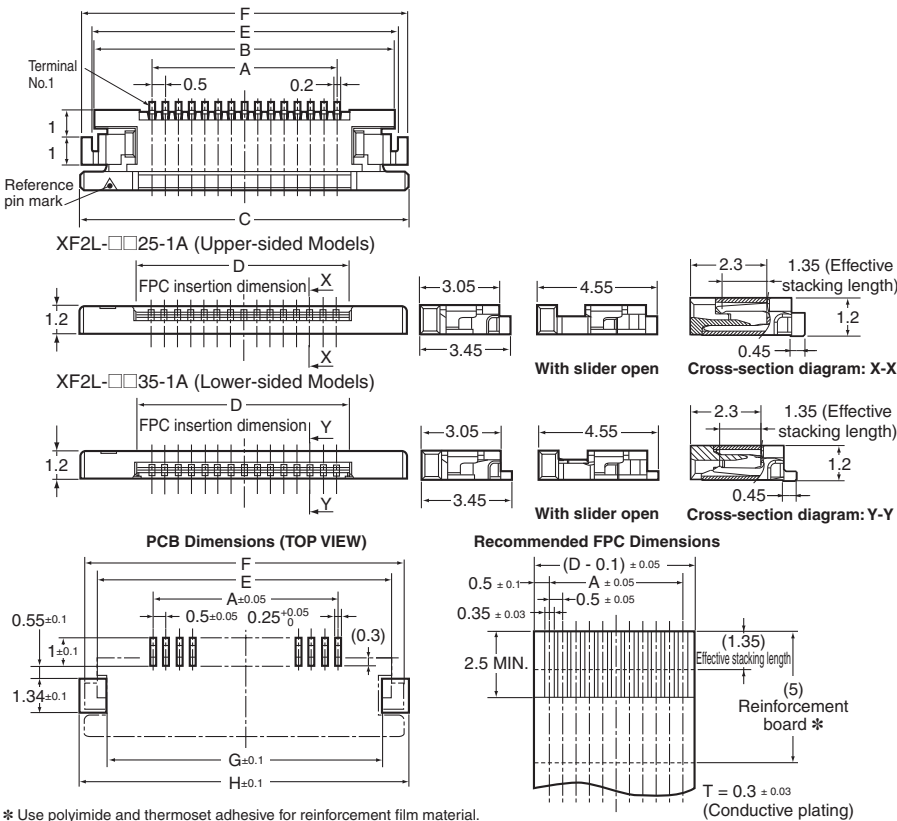 F
E
B
A
Terminal
No.1
0.5
0.2
1
1
Reference
pin mark
C
XF2L-□□25-1A (Upper-sided Models)
D
FPC insertion dimension
X
X
1.2
3.05
3.45
4.55
With slider open
2.3
1.35 (Effective
stacking length)
1.2
0.45
Cross-section diagram: X-X
XF2L-□□35-1A (Lower-sided Models)
D
FPC insertion dimension
Y
Y
1.2
3.05
3.45
4.55
With slider open
2.3
1.35 (Effective
stacking length)
1.2
0.45
Cross-section diagram: Y-Y
PCB Dimensions (TOP VIEW)
F
E
A±0.05
0.5±0.05
0.25 +0.05 0
0.55±0.1
1±0.1
(0.3)
1.34±0.1
G±0.1
H±0.1
Recommended FPC Dimensions
(D - 0.1) ± 0.05
0.5 ± 0.1
A ± 0.05
0.5 ± 0.05
0.35 ± 0.03
2.5 MIN.
(1.35)
Effective stacking length
(5)
Reinforcement
board ✻
T = 0.3 ± 0.03
(Conductive plating)
✻ Use polyimide and thermoset adhesive for reinforcement film material.